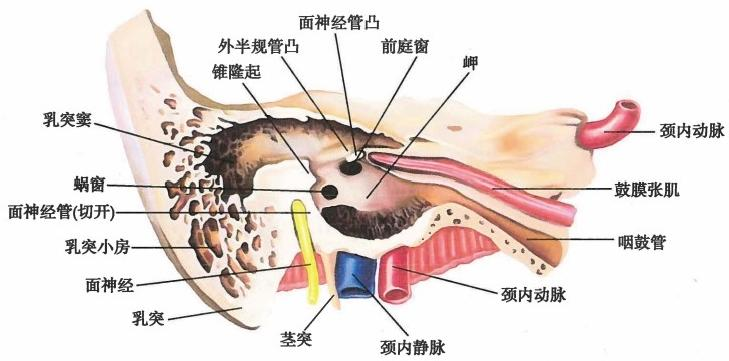 面神经管凸
外半规管凸
前庭窗
锥隆起
岬
乳突窦
颈内动脉
蜗窗
鼓膜张肌
面神经管(切开)
乳突小房
咽鼓管
面神经
颈内动脉
乳突
茎突
颈内静脉